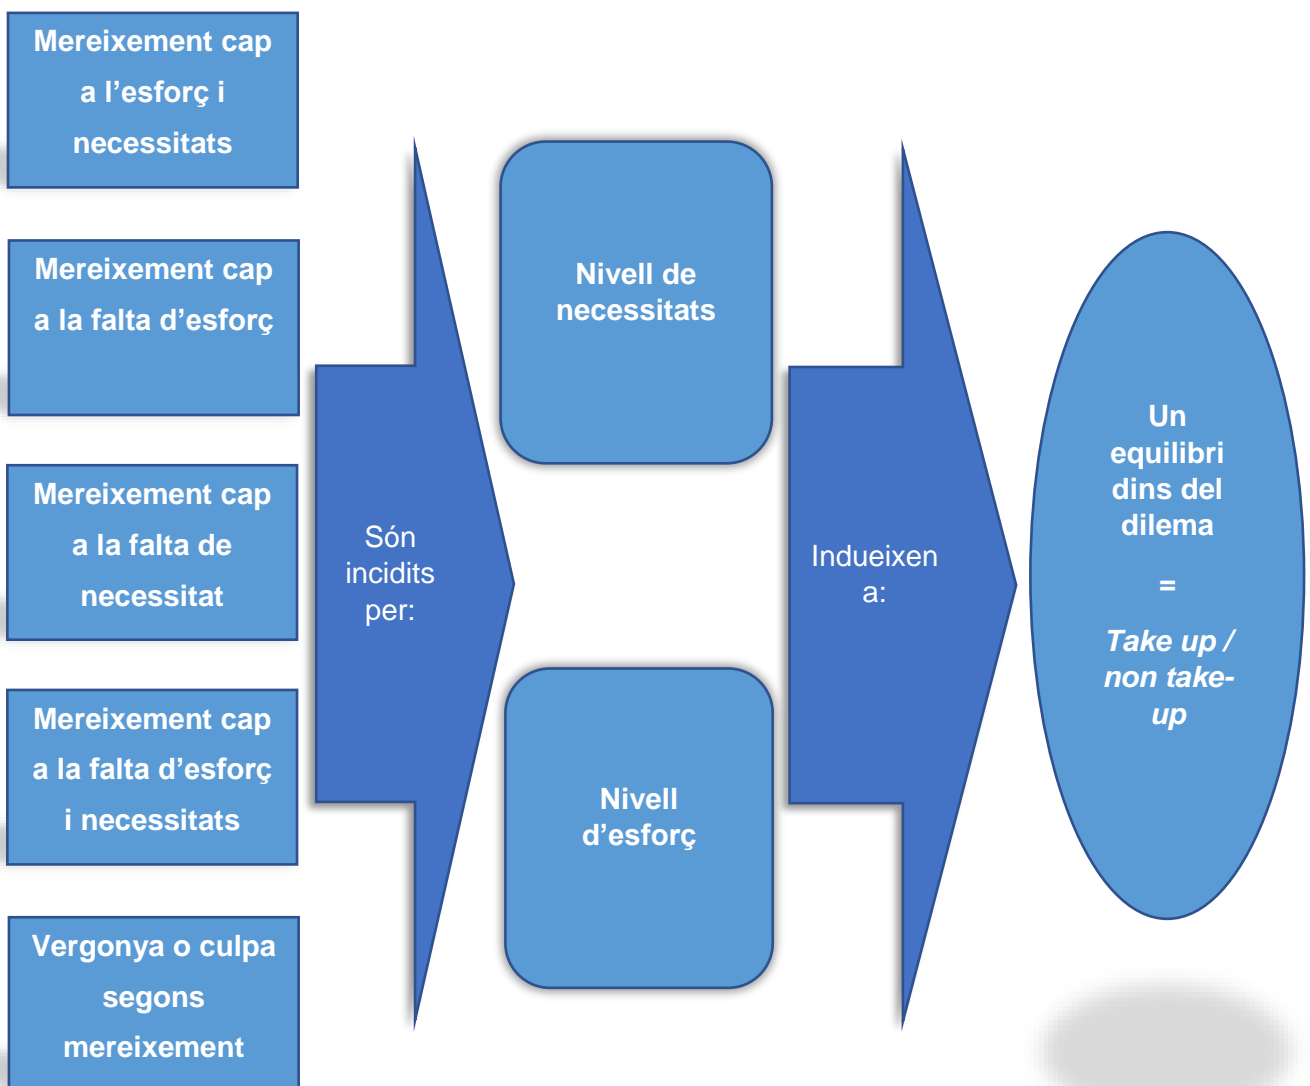 Mereixement cap
a l’esforç i
necessitats
Mereixement cap
a la falta d’esforç
Mereixement cap
a la falta de
necessitat
Mereixement cap
a la falta d’esforç
i necessitats
Vergonya o culpa
segons
mereixement
Són
incidits
per:
Nivell de
necessitats
Nivell
d’esforç
Indueixen
a:
Un
equilibri
dins del
dilema
=
Take up /
non take-
up